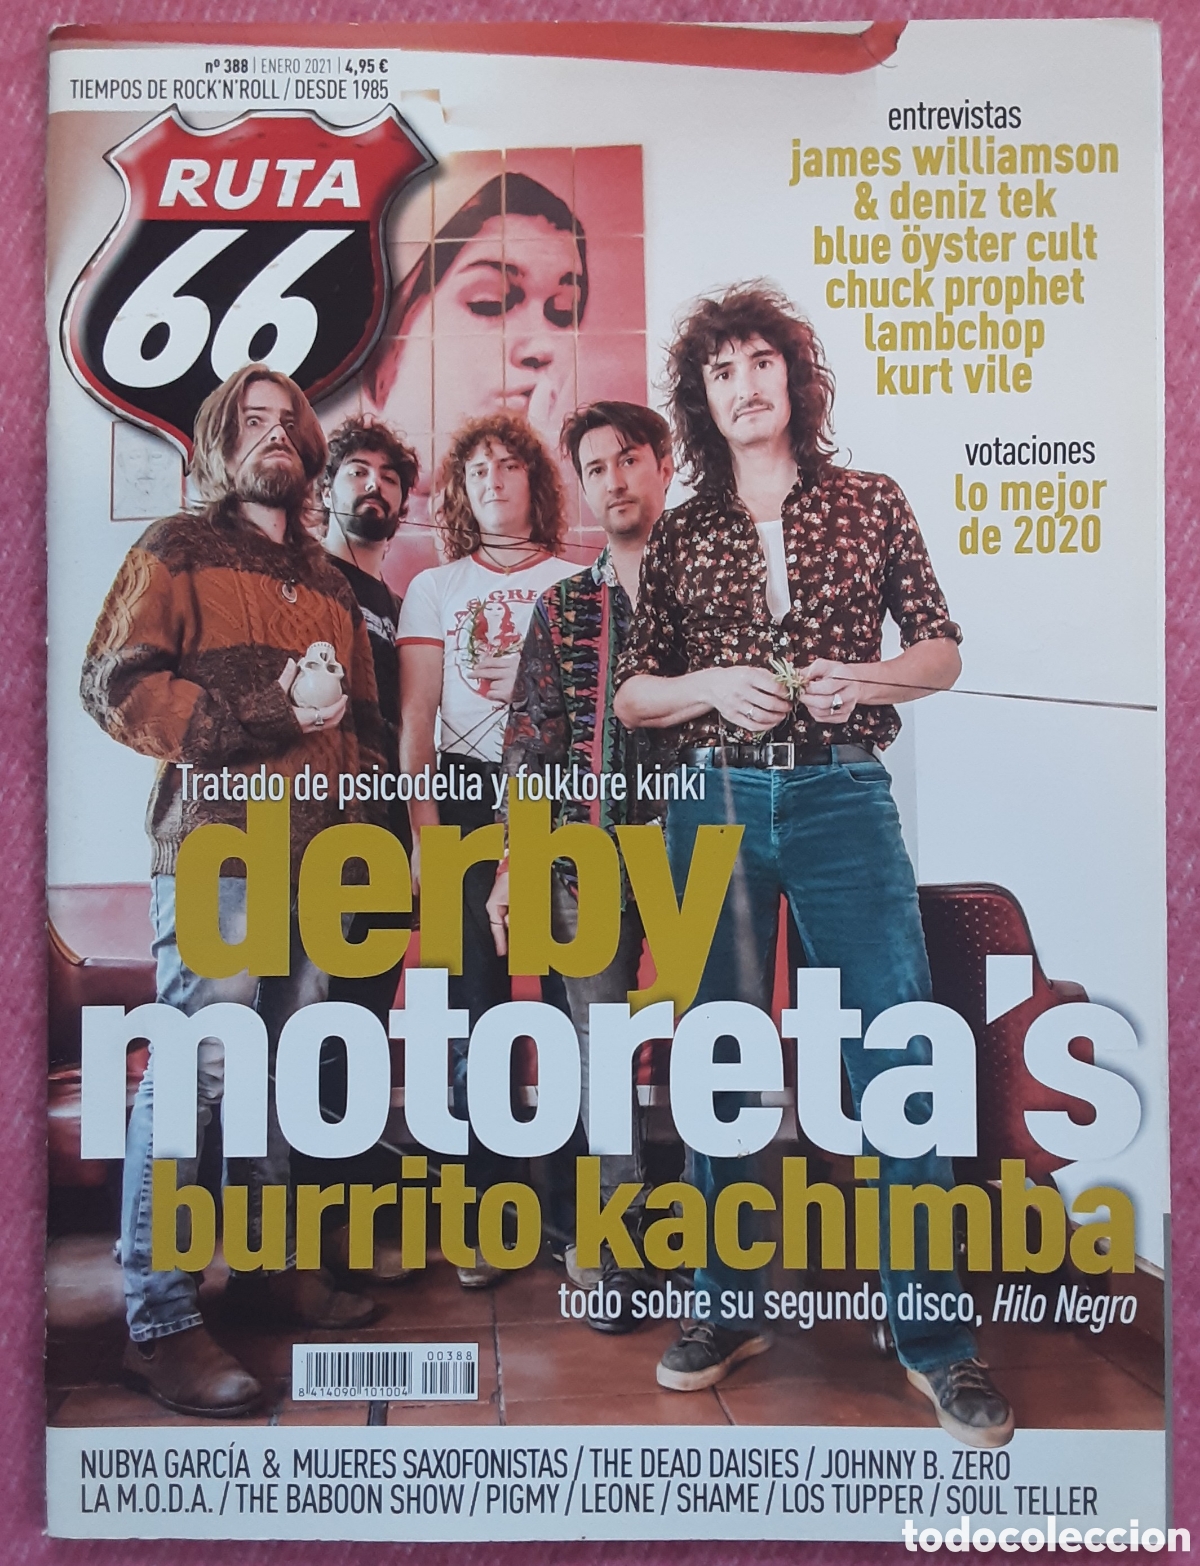 nº 388 | ENERO 2021 | 4,95 €
TIEMPOS DE ROCK'N'ROLL / DESDE 1985
RUTA
66
entrevistas
james williamson
& deniz tek
blue öyster cult
chuck prophet
lambchop
kurt vile
votaciones
lo mejor
de 2020
Tratado de psicodelia y folklore kinki
derby
motoreta's
burrito kachimba
todo sobre su segundo disco, Hilo Negro
00388
8 414090 101004
NUBYA GARCÍA & MUJERES SAXOFONISTAS / THE DEAD DAISIES / JOHNNY B. ZERO
LA M.O.D.A. / THE BABOON SHOW / PIGMY / LEONE / SHAME / LOS TUPPER / SOUL TELLER
todocoleccion